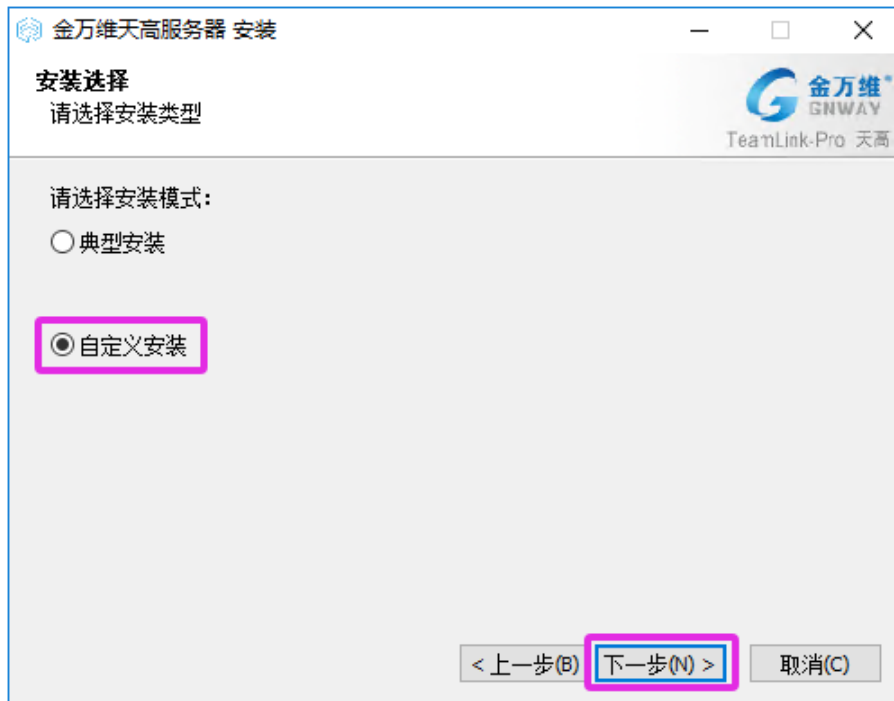 金万维天高服务器 安装
安装选择
请选择安装类型
金万维
GNWAY
TeamLink-Pro 天高
请选择安装模式：
典型安装
自定义安装
< 上一步(B) 下一步(N) > 取消(C)